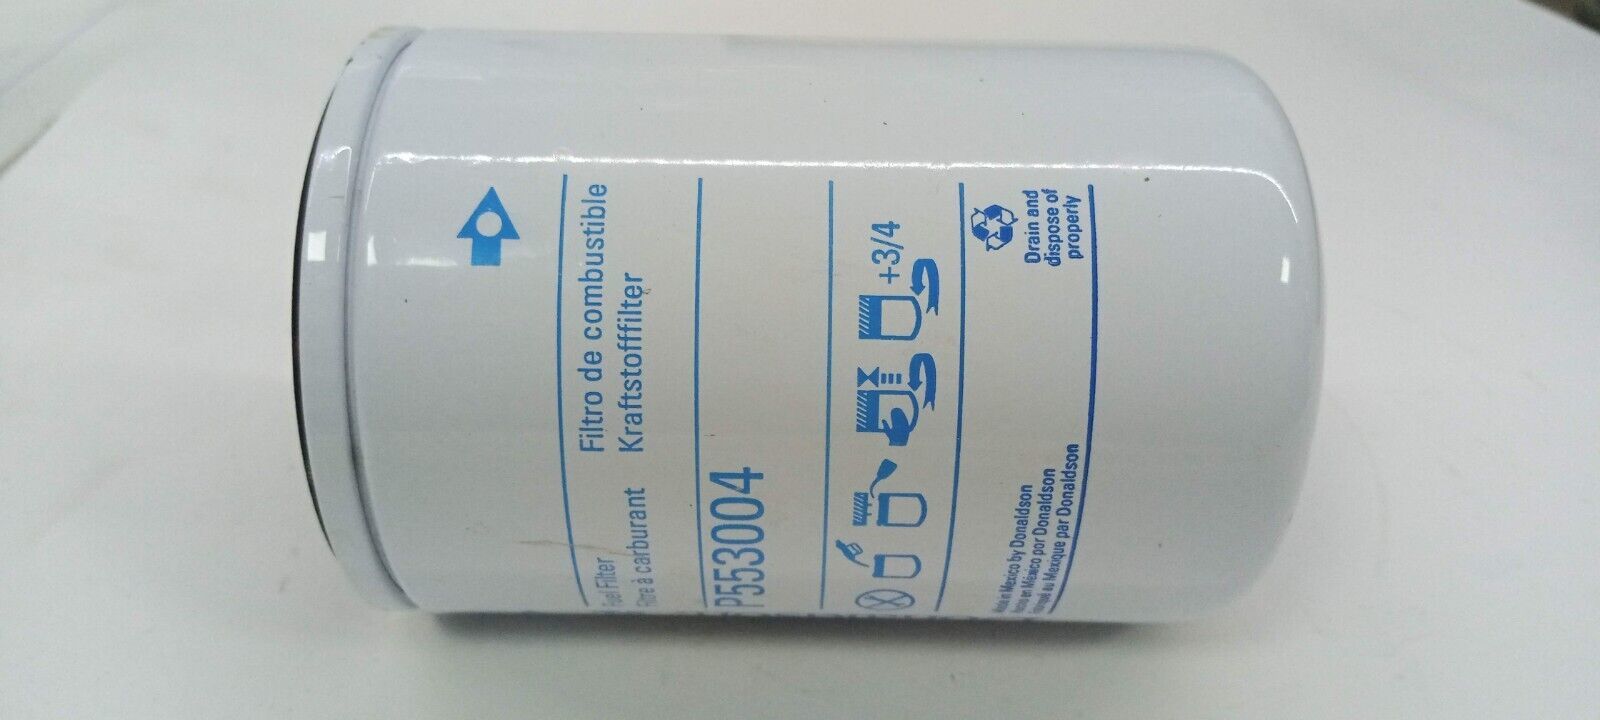 Fuel Filter
Filtro de combustible
Filtre à carburant
Kraftstofffilter
P553004
+3/4
Made in Mexico by Donaldson
Hecho en México por Donaldson
Fabriqué au Mexique par Donaldson
Drain and
dispose of
properly